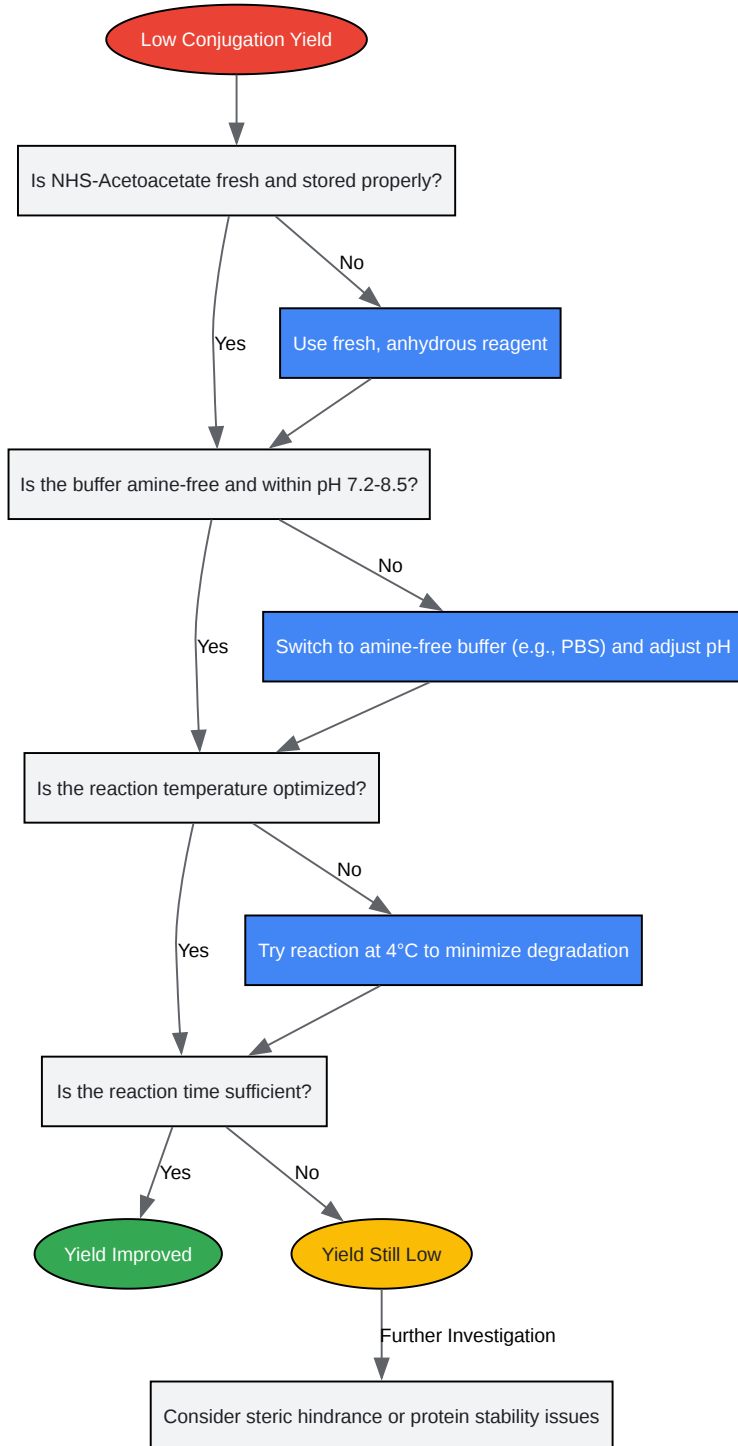 Low Conjugation Yield
Is NHS-Acetoacetate fresh and stored properly?
No
Use fresh, anhydrous reagent
Yes
Is the buffer amine-free and within pH 7.2-8.5?
No
Switch to amine-free buffer (e.g., PBS) and adjust pH
Yes
Is the reaction temperature optimized?
No
Try reaction at 4°C to minimize degradation
Yes
Is the reaction time sufficient?
Yes
No
Yield Improved
Yield Still Low
Further Investigation
Consider steric hindrance or protein stability issues